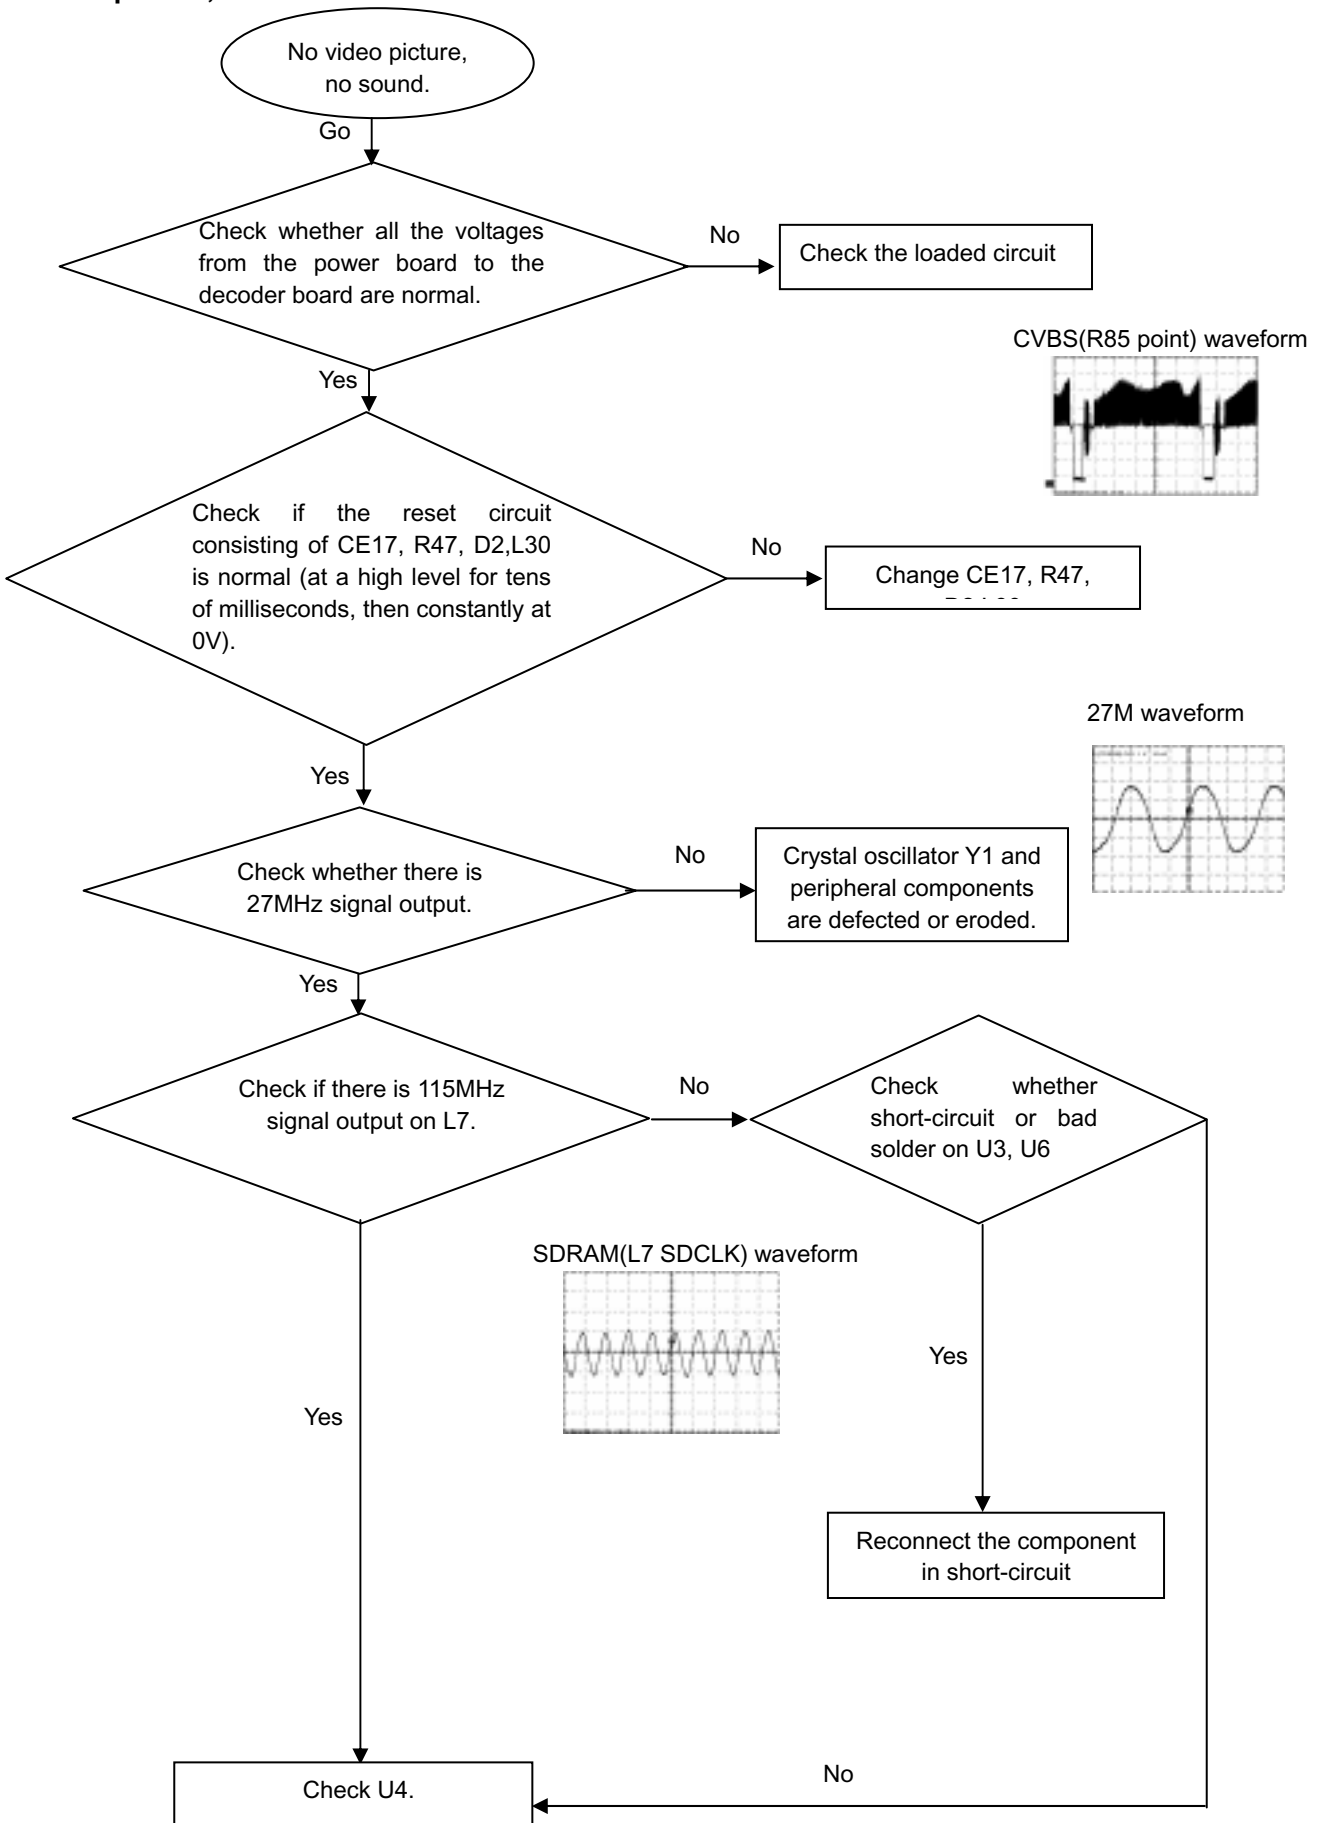 No video picture,
no sound.
Go
Check whether all the voltages
from the power board to the
decoder board are normal.
No
Check the loaded circuit
CVBS(R85 point) waveform
Yes
Check if the reset circuit
consisting of CE17, R47, D2,L30
is normal (at a high level for tens
of milliseconds, then constantly at
0V).
No
Change CE17, R47,
27M waveform
Yes
Check whether there is
27MHz signal output.
No
Crystal oscillator Y1 and
peripheral components
are defected or eroded.
Yes
Check if there is 115MHz
signal output on L7.
No
Check whether
short-circuit or bad
solder on U3, U6
SDRAM(L7 SDCLK) waveform
Yes
Yes
Reconnect the component
in short-circuit
No
Check U4.